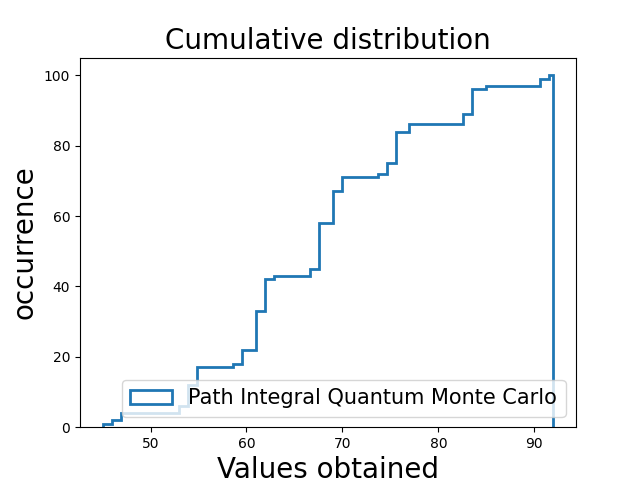 Cumulative distribution
occurrence
100
80
60
40
20
0
Path Integral Quantum Monte Carlo
50 60 70 80 90
Values obtained